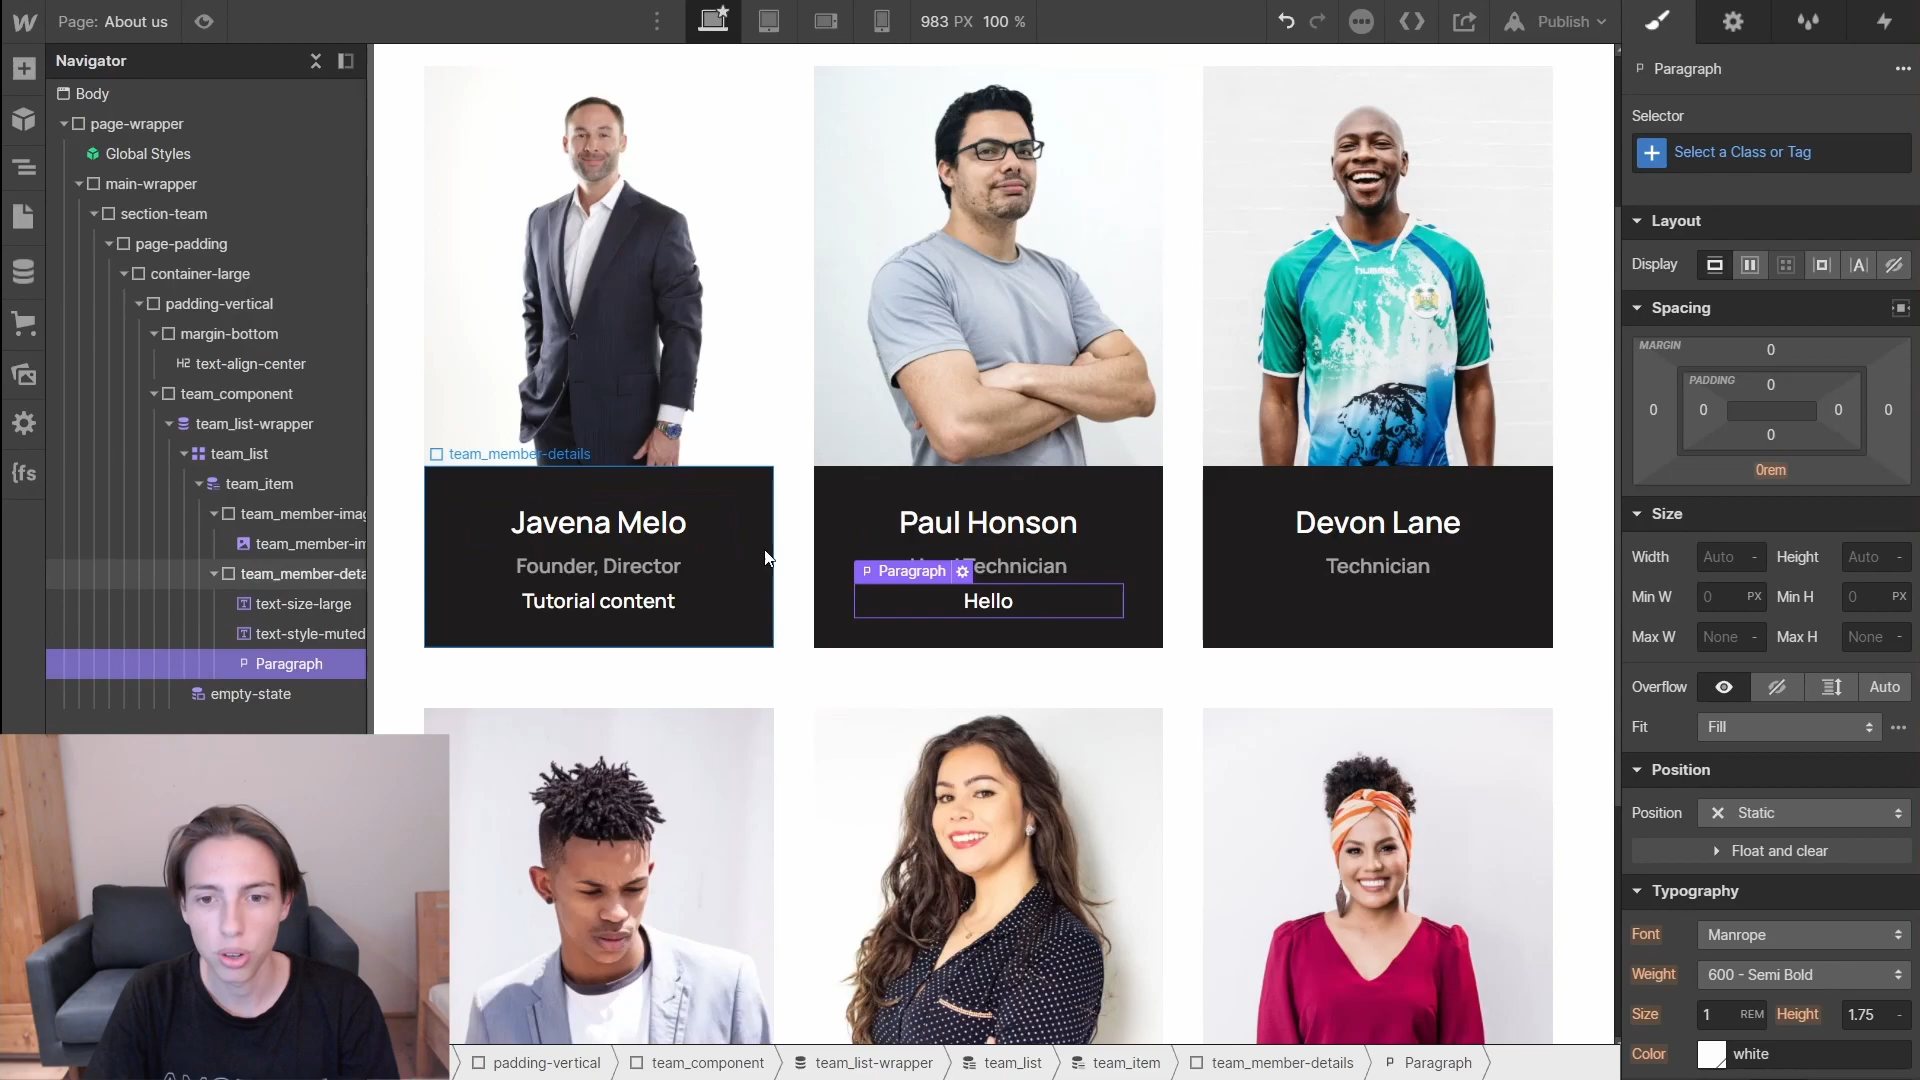 Page: About us
983 PX 100 %
Publish
Navigator
Body
page-wrapper
Global Styles
main-wrapper
section-team
page-padding
container-large
padding-vertical
margin-bottom
H2 text-align-center
team_component
team_list-wrapper
team_list
team_item
team_member-imag
team_member-im
team_member-deta
text-size-large
text-style-muted
Paragraph
empty-state
{fs}
team_member-details
Javena Melo
Founder, Director
Tutorial content
Paul Honson
Technician
Paragraph
Hello
Devon Lane
Technician
hummel
Paragraph
Selector
Select a Class or Tag
Layout
Display
Spacing
MARGIN
0
PADDING
0
0 0 0 0
0
0rem
Size
Width Auto - Height Auto -
Min W 0 PX Min H 0 PX
Max W None - Max H None -
Overflow Auto
Fit Fill
Position
Position Static
Float and clear
Typography
Font Manrope
Weight 600 - Semi Bold
Size 1 REM Height 1.75 -
Color white
padding-vertical team_component team_list-wrapper team_list team_item team_member-details Paragraph